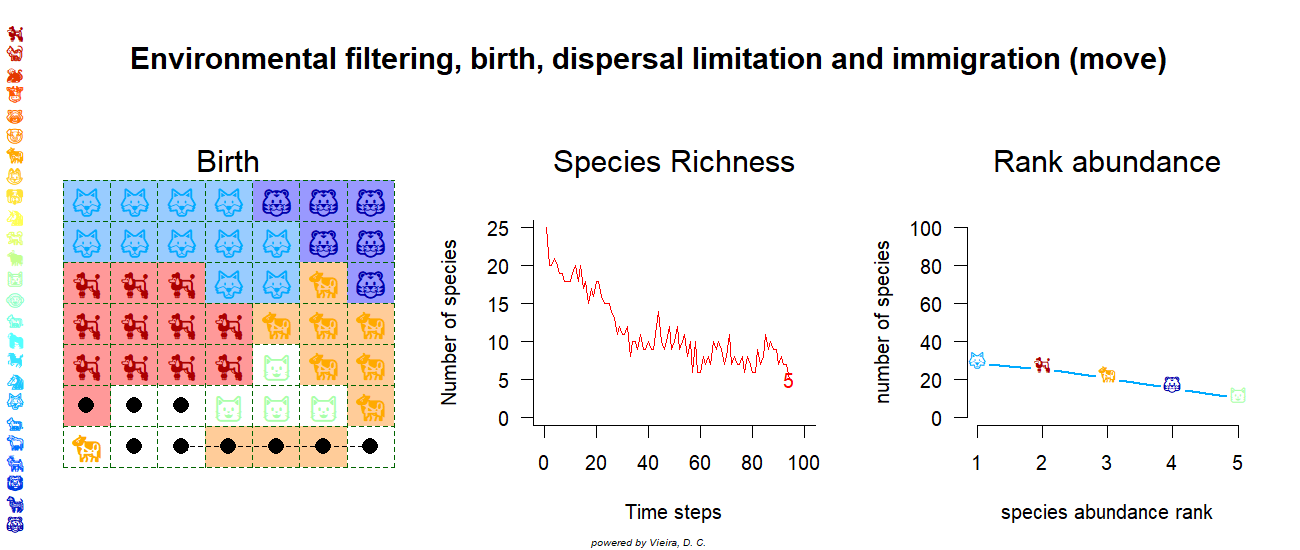 Environmental filtering, birth, dispersal limitation and immigration (move)
Birth
Species Richness
Rank abundance
Number of species
25
20
15
10
5
0
5
0 20 40 60 80 100
Time steps
number of species
100
80
60
40
20
0
1 2 3 4 5
species abundance rank
powered by Vieira, D. C.